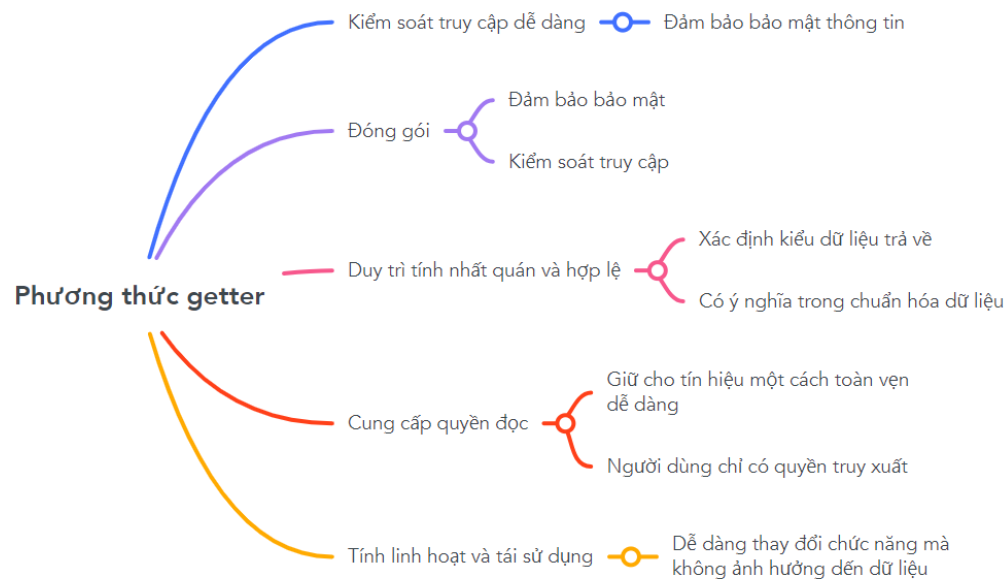 Kiểm soát truy cập dễ dàng
Đảm bảo bảo mật thông tin
Đóng gói
Đảm bảo bảo mật
Kiểm soát truy cập
Phương thức getter
Duy trì tính nhất quán và hợp lệ
Xác định kiểu dữ liệu trả về
Có ý nghĩa trong chuẩn hóa dữ liệu
Cung cấp quyền đọc
Giữ cho tín hiệu một cách toàn vẹn
dễ dàng
Người dùng chỉ có quyền truy xuất
Tính linh hoạt và tái sử dụng
Dễ dàng thay đổi chức năng mà
không ảnh hưởng dến dữ liệu